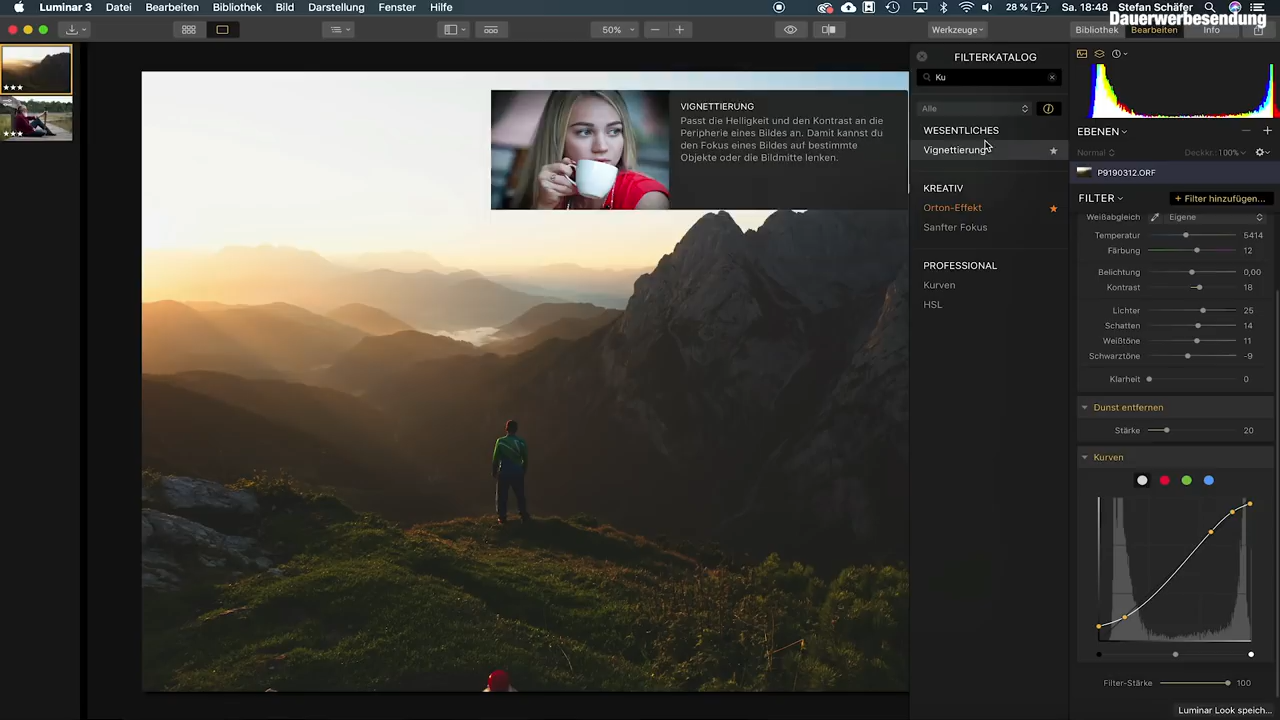 Luminar 3 Datei Bearbeiten Bibliothek Bild Darstellung Fenster Hilfe
28 % Sa. 18:48 Stefan Schäfer
Dauerwerbesendung
50%
Werkzeuge
Bibliothek Bearbeiten Info
FILTERKATALOG
Ku
Alle
WESENTLICHES
Vignettierung
KREATIV
Orton-Effekt
Sanfter Fokus
PROFESSIONAL
Kurven
HSL
VIGNETTIERUNG
Passt die Helligkeit und den Kontrast an die
Peripherie eines Bildes an. Damit kannst du
den Fokus eines Bildes auf bestimmte
Objekte oder die Bildmitte lenken.
EBENEN
Normal Deckkr.: 100%
P9190312.ORF
FILTER + Filter hinzufügen...
Weißabgleich Eigene
Temperatur 5414
Färbung 12
Belichtung 0,00
Kontrast 18
Lichter 25
Schatten 14
Weißtöne 11
Schwarztöne -9
Klarheit 0
Dunst entfernen
Stärke 20
Kurven
Filter-Stärke 100
Luminar Look speich...